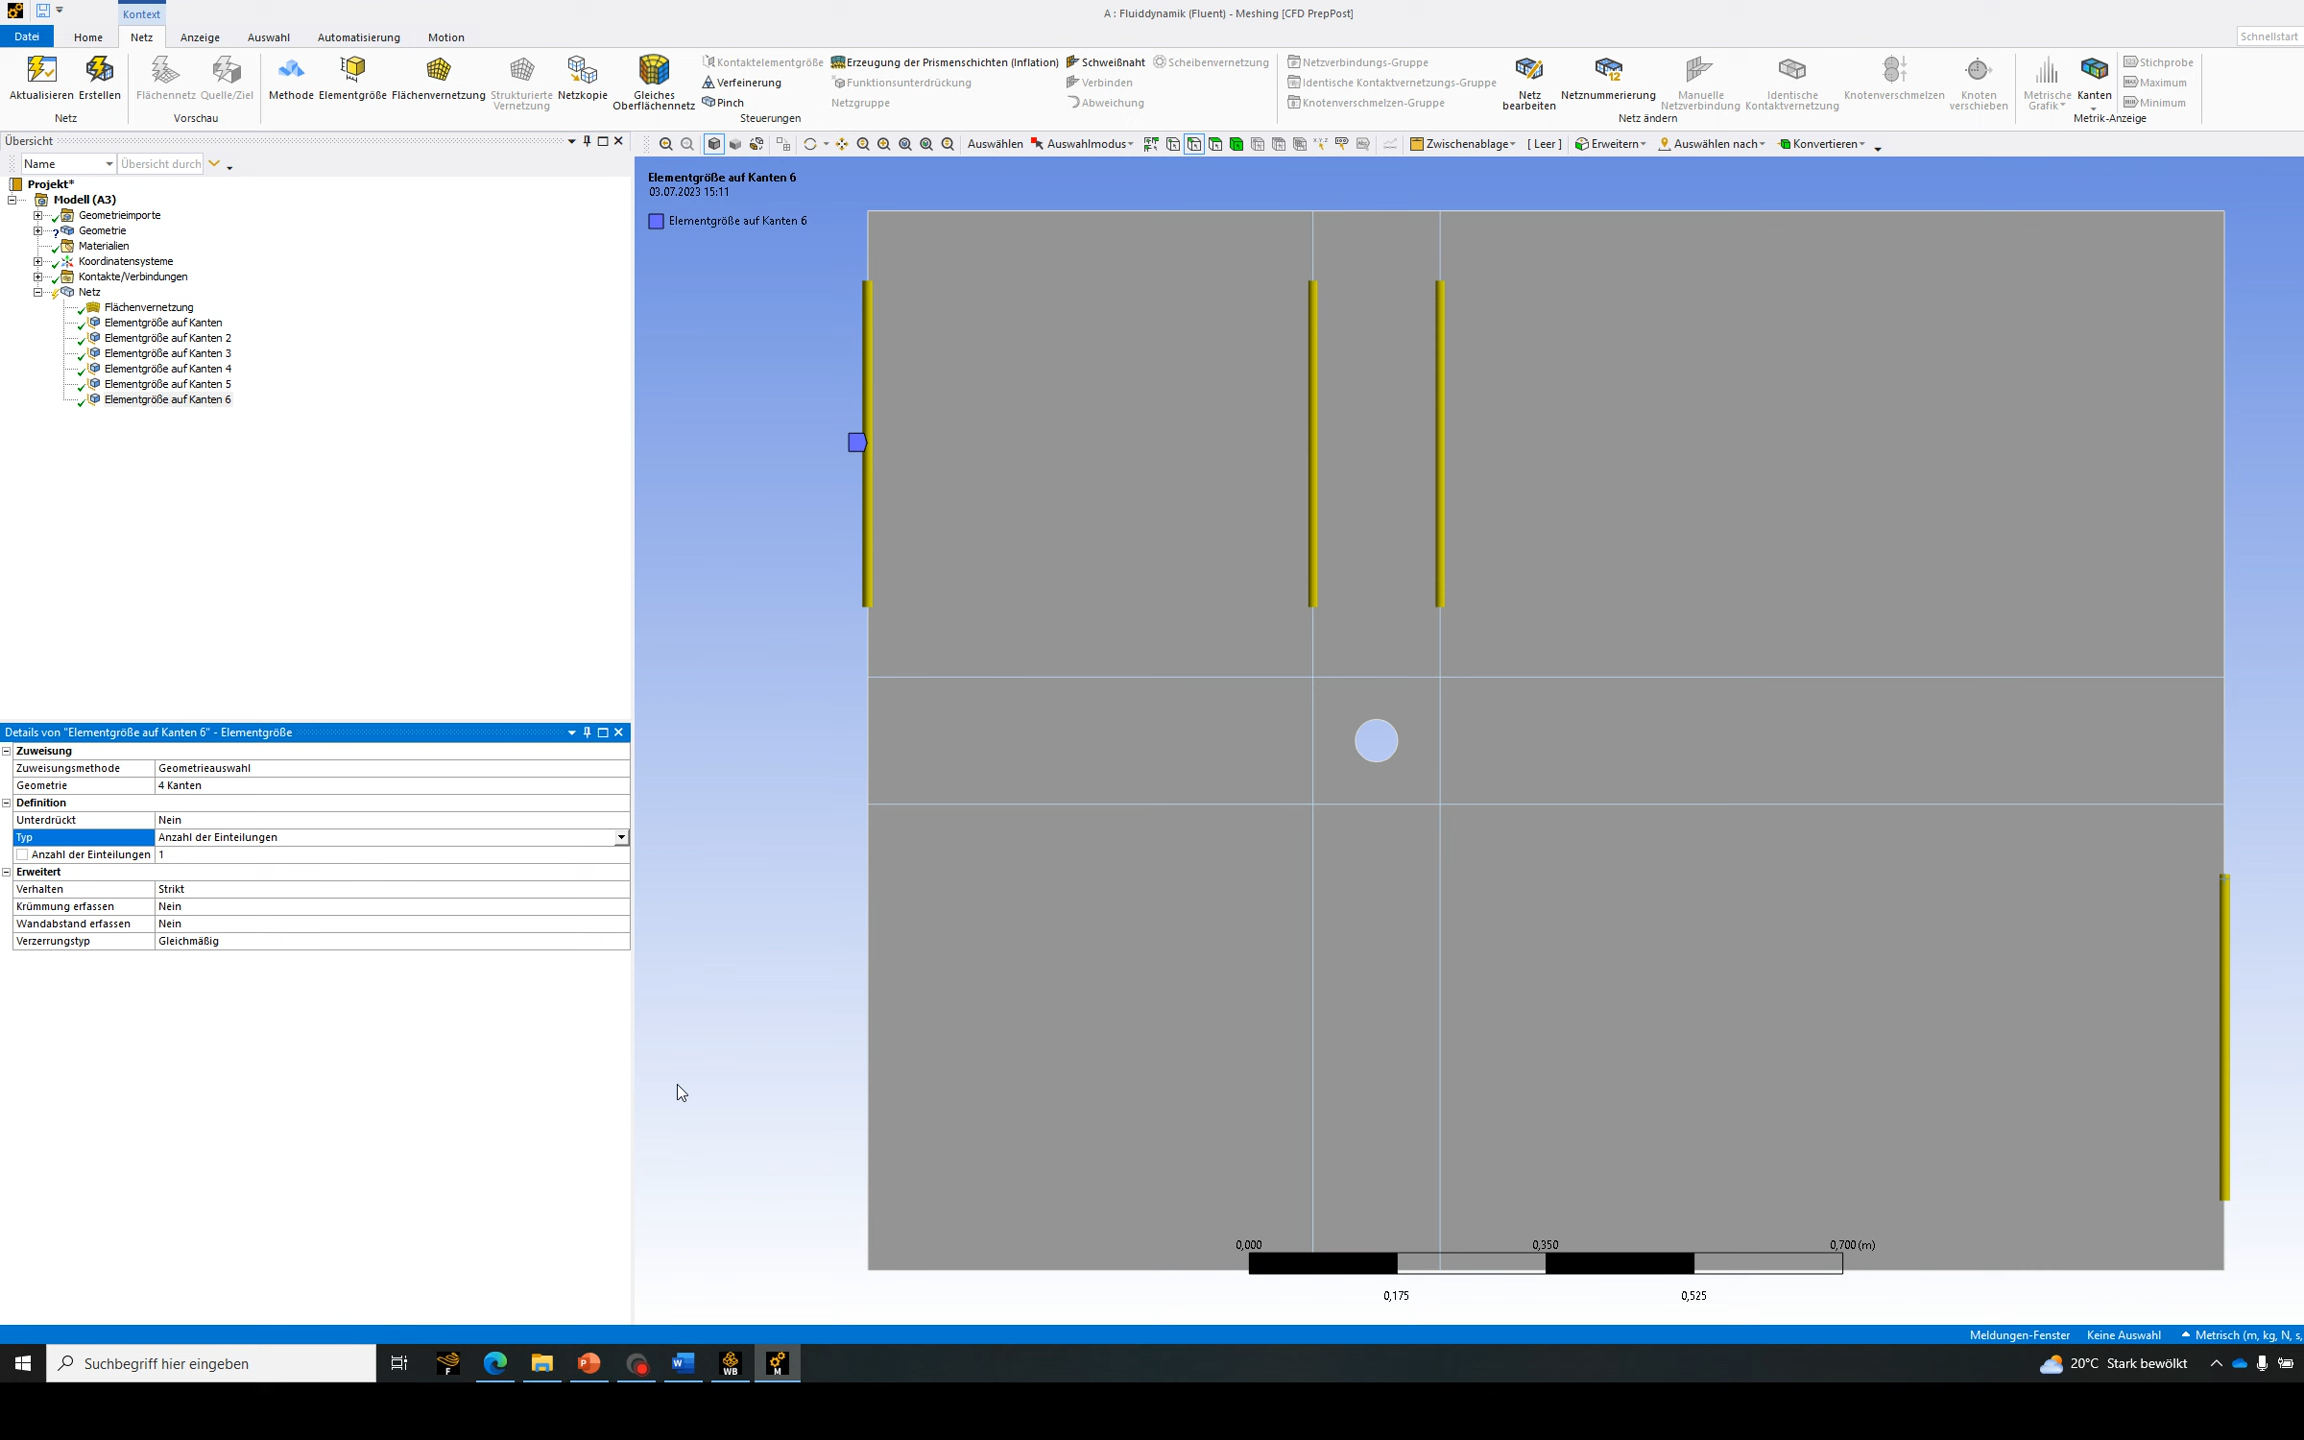 Kontext
A : Fluiddynamik (Fluent) - Meshing [CFD PrepPost]
Datei
Home
Netz
Anzeige
Auswahl
Automatisierung
Motion
Schnellstart
Aktualisieren
Erstellen
Netz
Flächennetz
Quelle/Ziel
Vorschau
Methode
Elementgröße
Flächenvernetzung
Strukturierte Vernetzung
Netzkopie
Gleiches Oberflächennetz
Kontaktelementgröße
Verfeinerung
Pinch
Erzeugung der Prismenschichten (Inflation)
Funktionsunterdrückung
Netzgruppe
Schweißnaht
Verbinden
Abweichung
Scheibenvernetzung
Steuerungen
Netzverbindungs-Gruppe
Identische Kontaktvernetzungs-Gruppe
Knotenverschmelzen-Gruppe
Netz bearbeiten
Netznummerierung
Manuelle Netzverbindung
Identische Kontaktvernetzung
Knotenverschmelzen
Knoten verschieben
Netz ändern
Metrische Grafik
Kanten
Stichprobe
Maximum
Minimum
Metrik-Anzeige
Übersicht
Name
Übersicht durch
Auswählen
Auswahlmodus
Zwischenablage
[ Leer ]
Erweitern
Auswählen nach
Konvertieren
Projekt*
Modell (A3)
Geometrieimporte
Geometrie
Materialien
Koordinatensysteme
Kontakte/Verbindungen
Netz
Flächenvernetzung
Elementgröße auf Kanten
Elementgröße auf Kanten 2
Elementgröße auf Kanten 3
Elementgröße auf Kanten 4
Elementgröße auf Kanten 5
Elementgröße auf Kanten 6
Elementgröße auf Kanten 6
03.07.2023 15:11
Elementgröße auf Kanten 6
Details von "Elementgröße auf Kanten 6" - Elementgröße
Zuweisung
Zuweisungsmethode Geometrieauswahl
Geometrie 4 Kanten
Definition
Unterdrückt Nein
Typ Anzahl der Einteilungen
Anzahl der Einteilungen 1
Erweitert
Verhalten Strikt
Krümmung erfassen Nein
Wandabstand erfassen Nein
Verzerrungstyp Gleichmäßig
0,000 0,350 0,700 (m)
0,175 0,525
Meldungen-Fenster
Keine Auswahl
Metrisch (m, kg, N, s,
Suchbegriff hier eingeben
F
P
W
WB
M
20°C Stark bewölkt